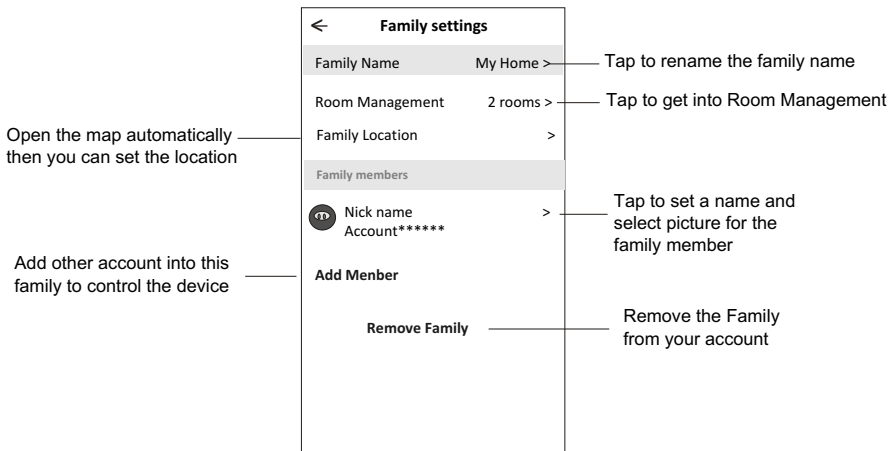 Family settings
Family Name My Home >
Tap to rename the family name
Room Management 2 rooms >
Tap to get into Room Management
Open the map automatically
then you can set the location
Family Location >
Family members
Nick name >
Account******
Tap to set a name and
select picture for the
family member
Add other account into this
family to control the device
Add Menber
Remove Family
Remove the Family
from your account